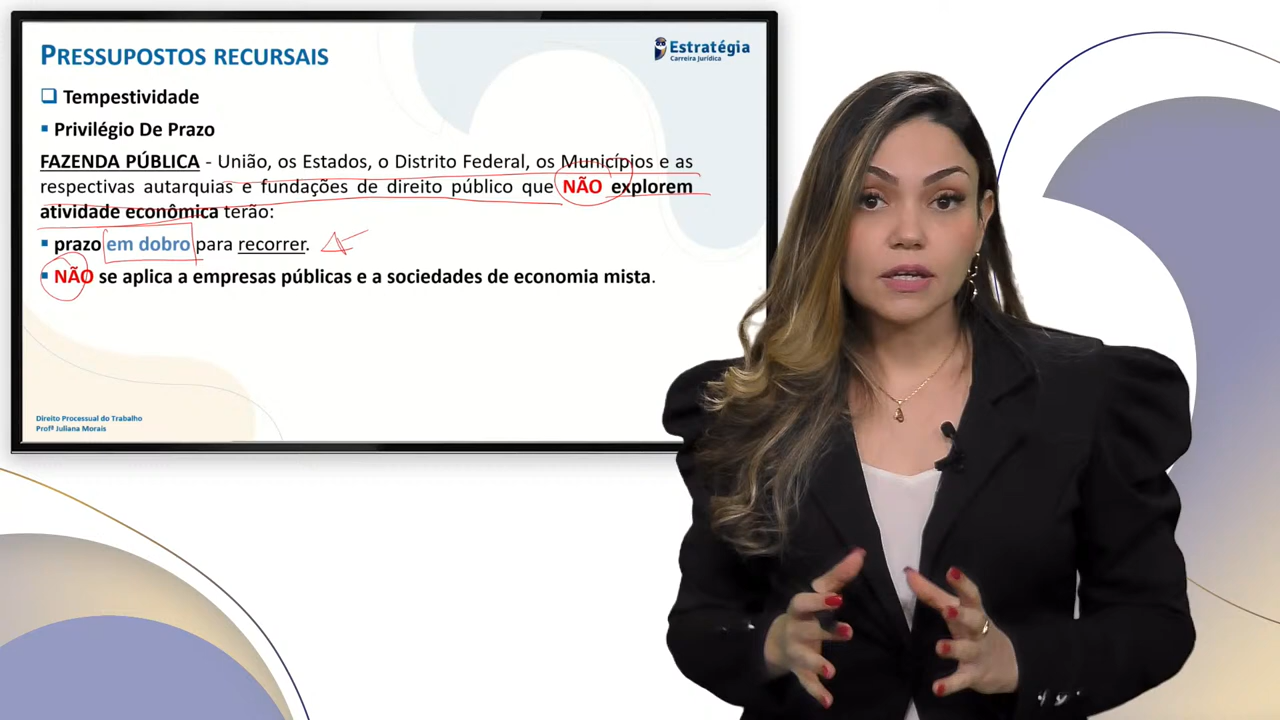 PRESSUPOSTOS RECURSAIS
Estratégia
Carreira Jurídica
Tempestividade
Privilégio De Prazo
FAZENDA PÚBLICA - União, os Estados, o Distrito Federal, os Municípios e as
respectivas autarquias e fundações de direito público que NÃO explorem
atividade econômica terão:
prazo em dobro para recorrer.
NÃO se aplica a empresas públicas e a sociedades de economia mista.
Direito Processual do Trabalho
Profª Juliana Morais